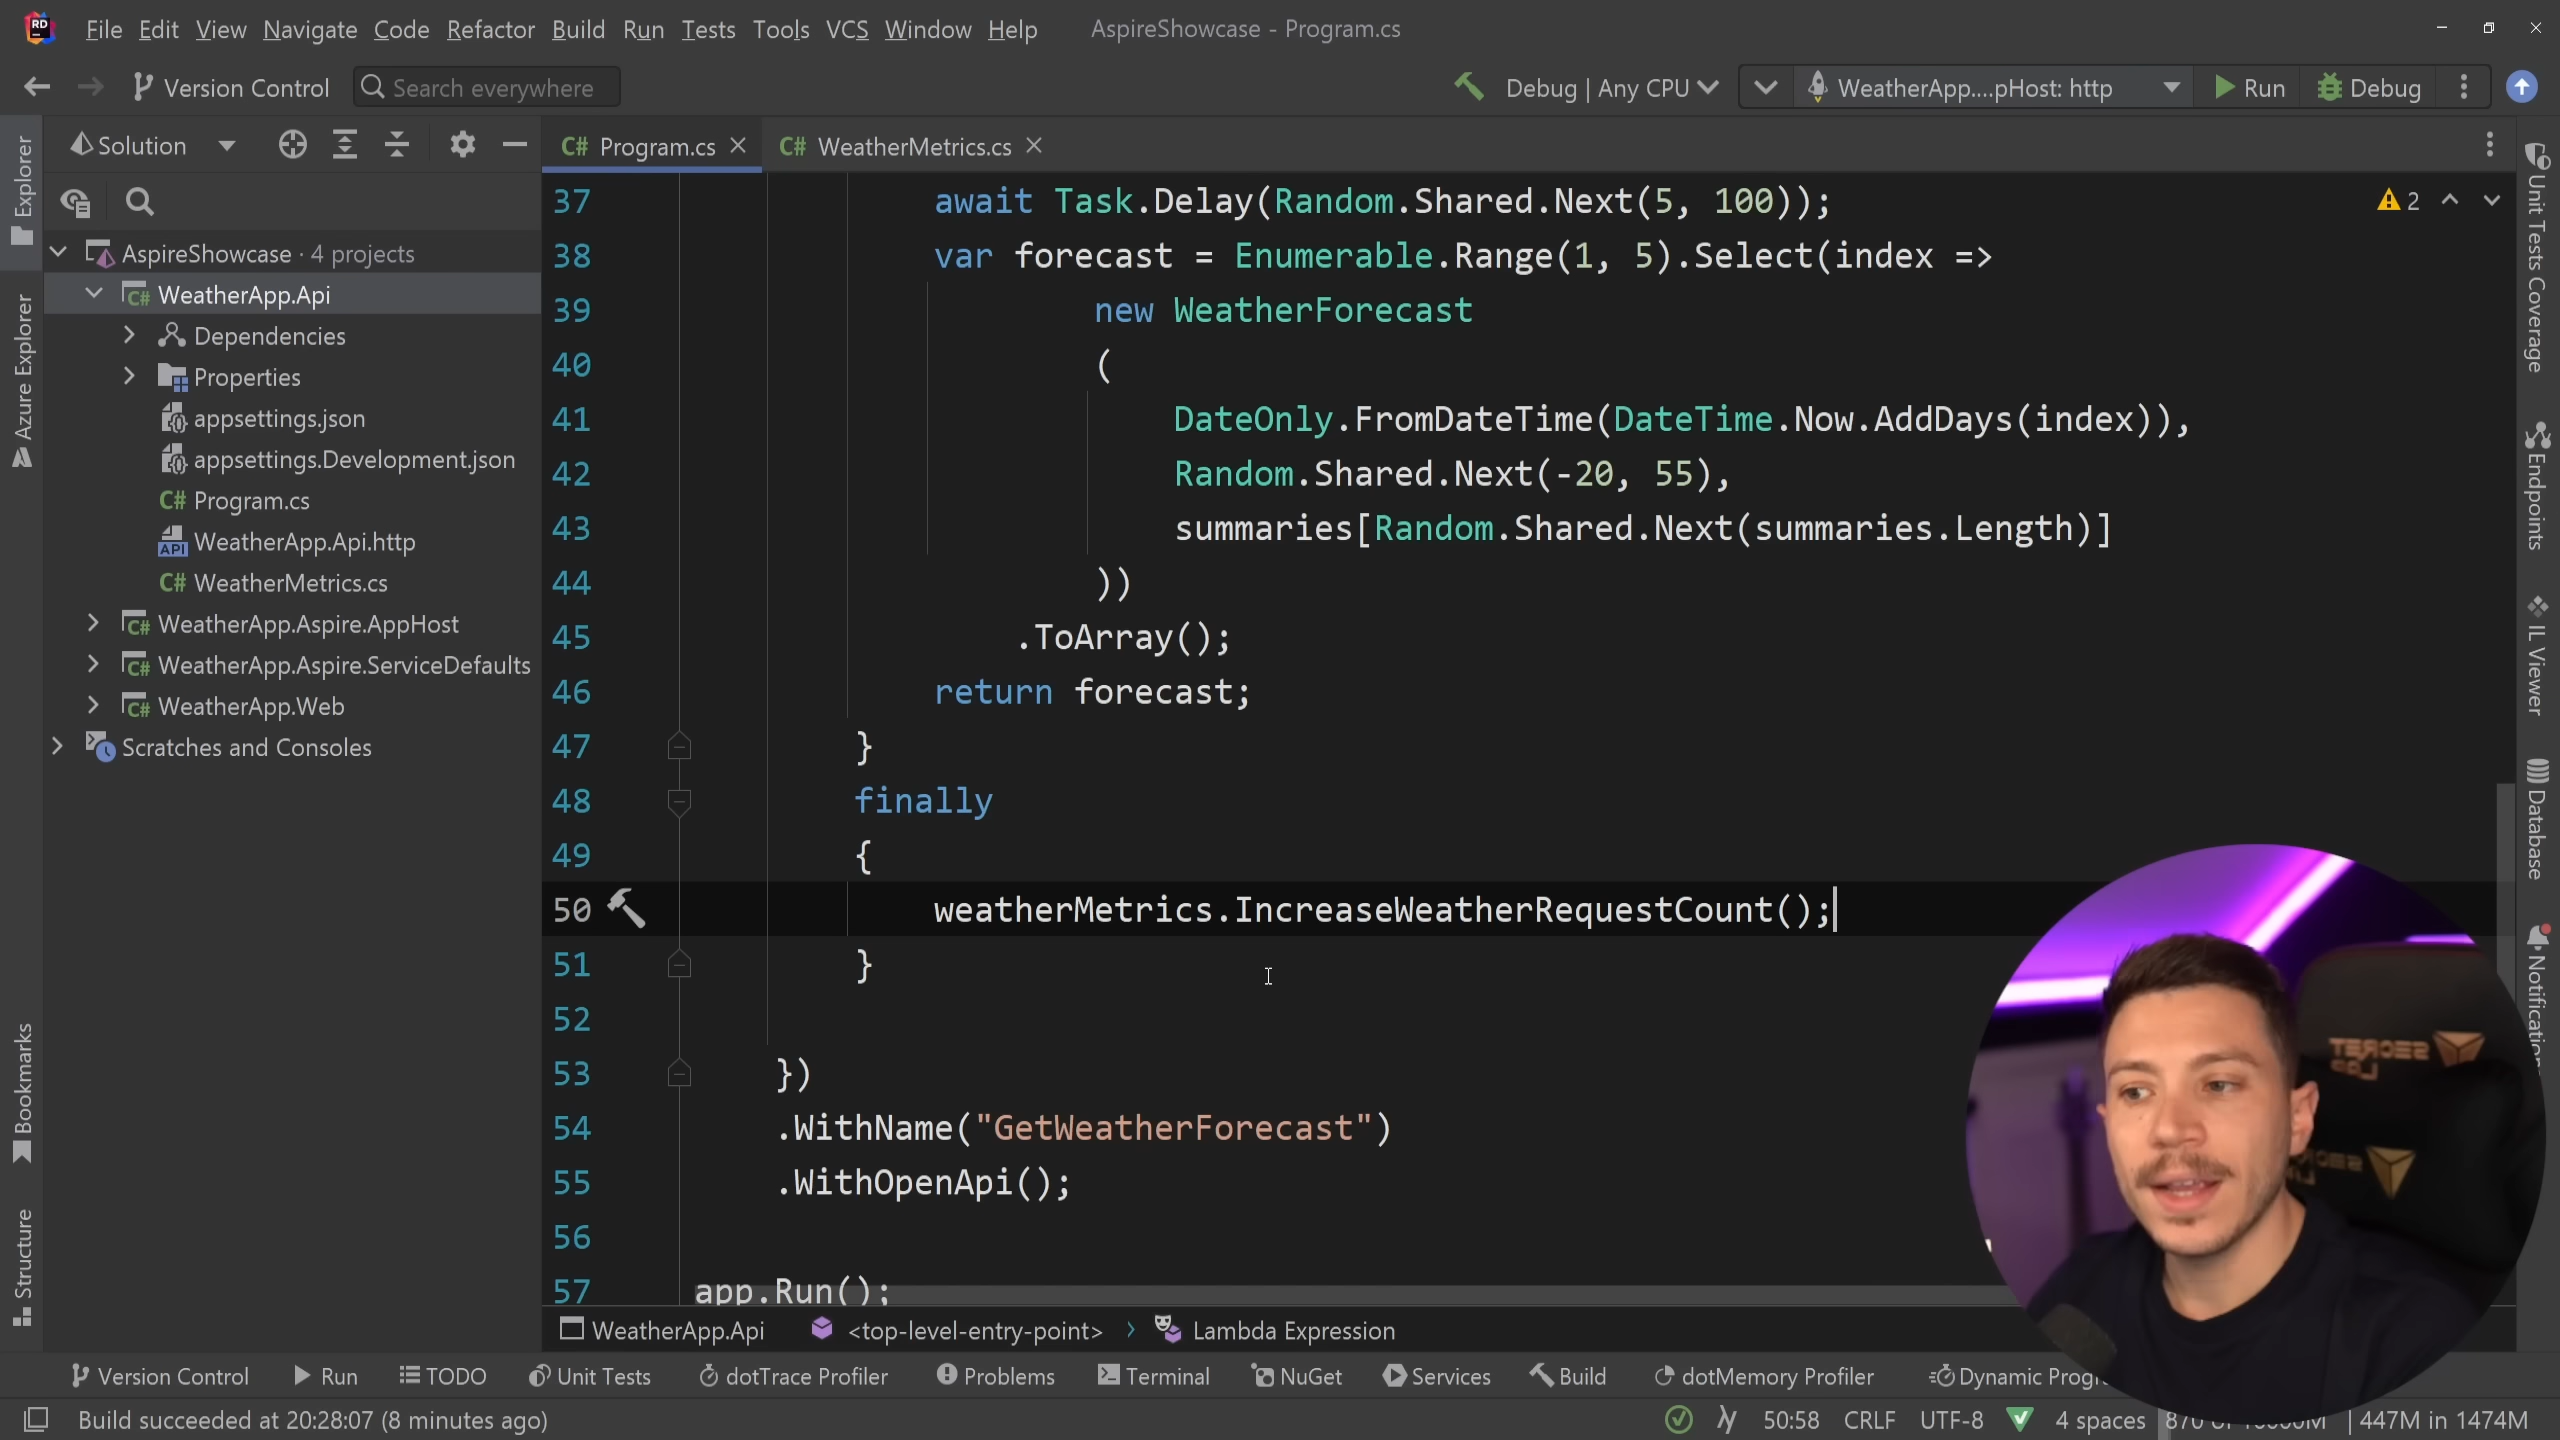 File Edit View Navigate Code Refactor Build Run Tests Tools VCS Window Help AspireShowcase - Program.cs
Version Control Search everywhere Debug | Any CPU WeatherApp....pHost: http Run Debug
Solution Program.cs WeatherMetrics.cs
AspireShowcase · 4 projects
WeatherApp.Api
Dependencies
Properties
appsettings.json
appsettings.Development.json
C# Program.cs
API WeatherApp.Api.http
C# WeatherMetrics.cs
WeatherApp.Aspire.AppHost
WeatherApp.Aspire.ServiceDefaults
WeatherApp.Web
Scratches and Consoles
Explorer
Azure Explorer
Bookmarks
Structure
37 await Task.Delay(Random.Shared.Next(5, 100));
2
38 var forecast = Enumerable.Range(1, 5).Select(index =>
39 new WeatherForecast
40 (
41 DateOnly.FromDateTime(DateTime.Now.AddDays(index)),
42 Random.Shared.Next(-20, 55),
43 summaries[Random.Shared.Next(summaries.Length)]
44 ))
45 .ToArray();
46 return forecast;
47 }
48 finally
49 {
50 weatherMetrics.IncreaseWeatherRequestCount();
51 }
52
53 })
54 .WithName("GetWeatherForecast")
55 .WithOpenApi();
56
57 app.Run();
Unit Tests Coverage
Endpoints
IL Viewer
Database
Notification
WeatherApp.Api <top-level-entry-point> Lambda Expression
Version Control Run TODO Unit Tests dotTrace Profiler Problems Terminal NuGet Services Build dotMemory Profiler Dynamic Progr
Build succeeded at 20:28:07 (8 minutes ago) 50:58 CRLF UTF-8 4 spaces 447M in 1474M